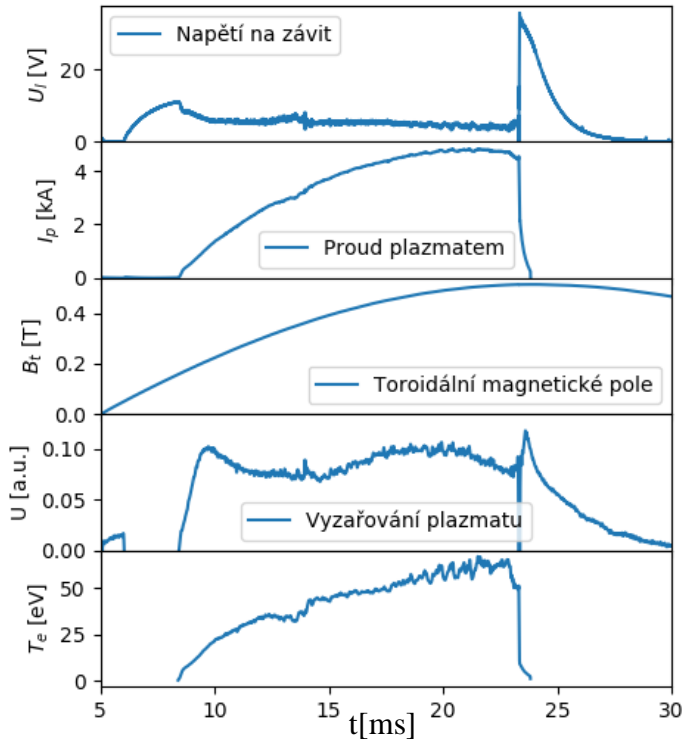 Napětí na závit
U_l [V]
20
0
I_p [kA]
4
2
0
Proud plazmatem
B_t [T]
0.4
0.2
0.0
Toroidální magnetické pole
U [a.u.]
0.10
0.05
0.00
Vyzařování plazmatu
T_e [eV]
50
25
0
5 10 15 20 25 30
t[ms]